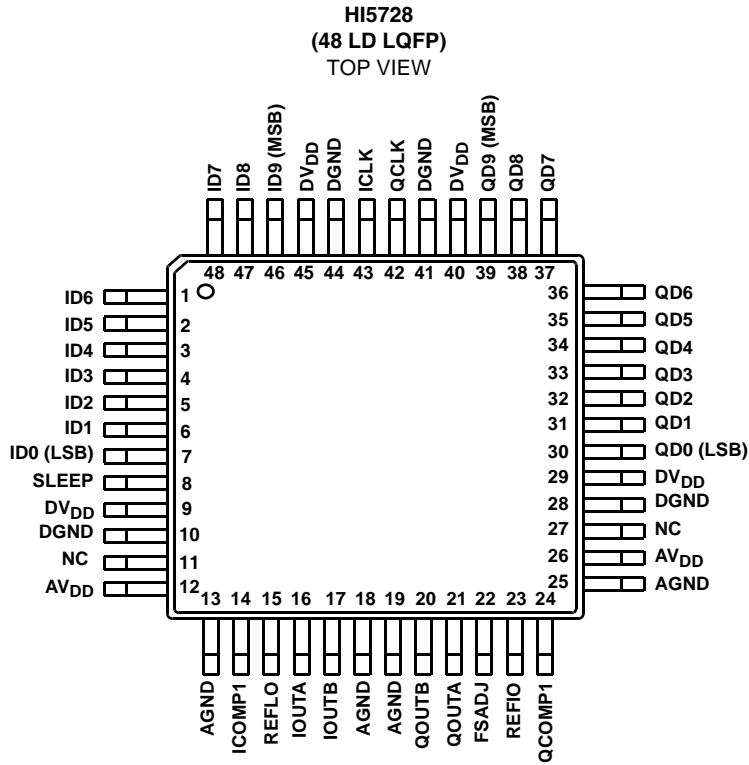 HI5728
(48 LD LQFP)
TOP VIEW
ID7
ID8
ID9 (MSB)
DVDD
DGND
ICLK
QCLK
DGND
DVDD
QD9 (MSB)
QD8
QD7
48 47 46 45 44 43 42 41 40 39 38 37
ID6 1 36 QD6
ID5 2 35 QD5
ID4 3 34 QD4
ID3 4 33 QD3
ID2 5 32 QD2
ID1 6 31 QD1
ID0 (LSB) 7 30 QD0 (LSB)
SLEEP 8 29 DVDD
DVDD 9 28 DGND
DGND 10 27 NC
NC 11 26 AVDD
AVDD 12 25 AGND
13 14 15 16 17 18 19 20 21 22 23 24
AGND
ICOMP1
REFLO
IOUTA
IOUTB
AGND
AGND
QOUTB
QOUTA
FSADJ
REFIO
QCOMP1